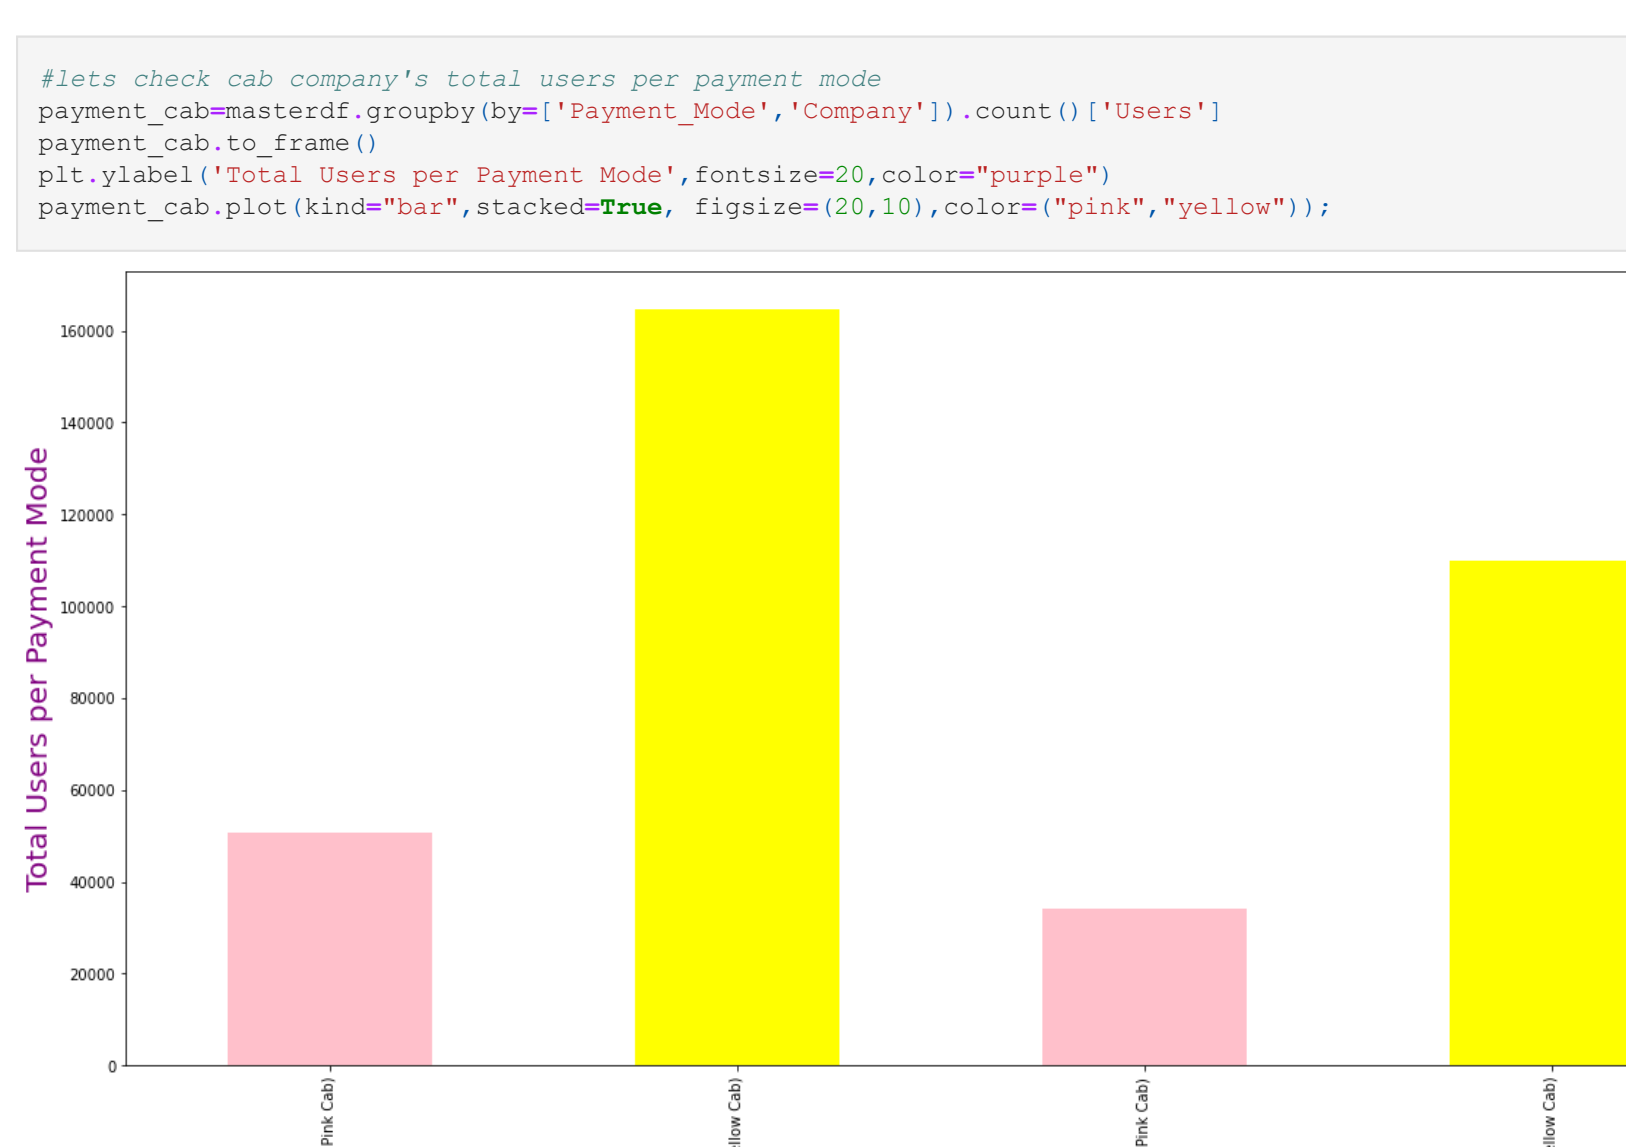 #lets check cab company's total users per payment mode
payment_cab=masterdf.groupby(by=['Payment_Mode','Company']).count()['Users']
payment_cab.to_frame()
plt.ylabel('Total Users per Payment Mode',fontsize=20,color="purple")
payment_cab.plot(kind="bar",stacked=True, figsize=(20,10),color=("pink","yellow"));
Total Users per Payment Mode
160000
140000
120000
100000
80000
60000
40000
20000
0
Pink Cab)
llow Cab)
Pink Cab)
llow Cab)